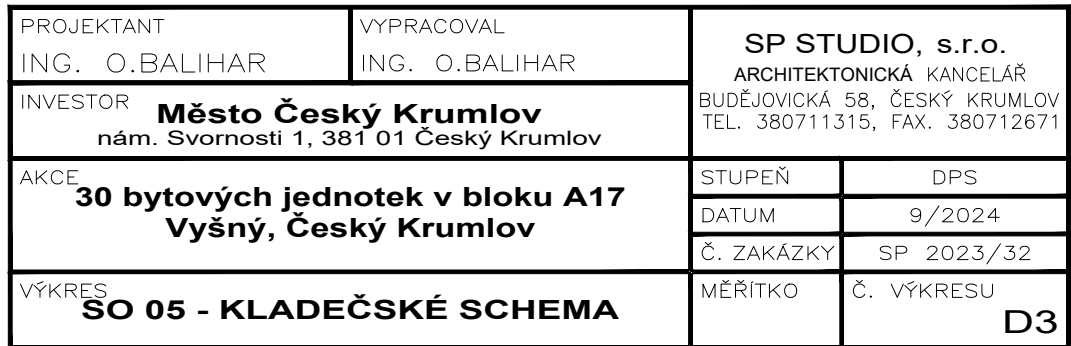 PROJEKTANT
ING. O.BALIHAR
VYPRACOVAL
ING. O.BALIHAR
SP STUDIO, s.r.o.
ARCHITEKTONICKÁ KANCELÁŘ
BUDĚJOVICKÁ 58, ČESKÝ KRUMLOV
TEL. 380711315, FAX. 380712671
INVESTOR
Město Český Krumlov
nám. Svornosti 1, 381 01 Český Krumlov
AKCE
30 bytových jednotek v bloku A17
Vyšný, Český Krumlov
STUPEŇ
DPS
DATUM
9/2024
Č. ZAKÁZKY
SP 2023/32
VÝKRES
SO 05 - KLADEČSKÉ SCHEMA
MĚŘÍTKO
Č. VÝKRESU
D3